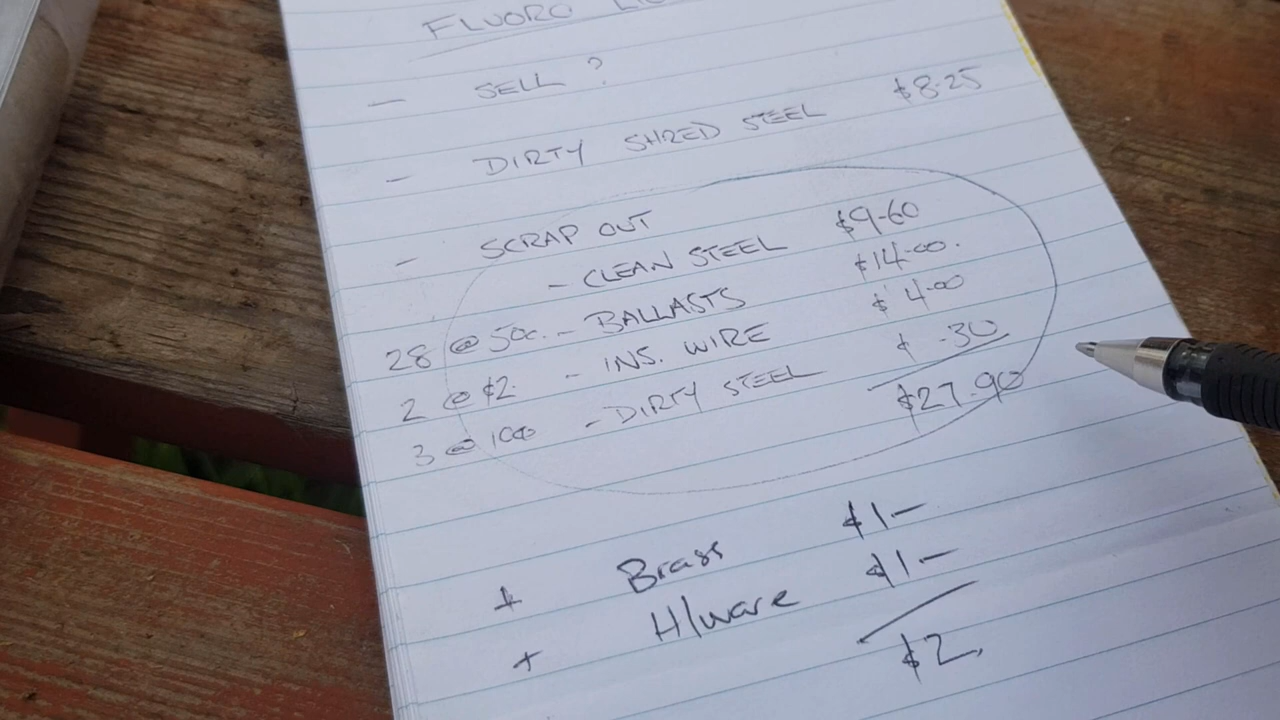 FLUORO
- SELL ?
- DIRTY SHRED STEEL $8.25
- SCRAP OUT
- CLEAN STEEL $9.60
28 @ 50c. - BALLASTS $14.00.
2 @ $2. - INS. WIRE $4.00
3 @ 10c - DIRTY STEEL $ .30
$27.90
+ Brass $1-
+ H/ware $1-
$2.